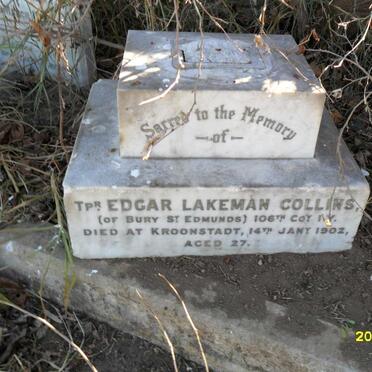 Sacred to the Memory
— of —
TPR EDGAR LAKEMAN COLLINS,
(OF BURY ST EDMUNDS) 106TH COY I.Y.
DIED AT KROONSTADT, 14TH JANY 1902,
AGED 27.
20